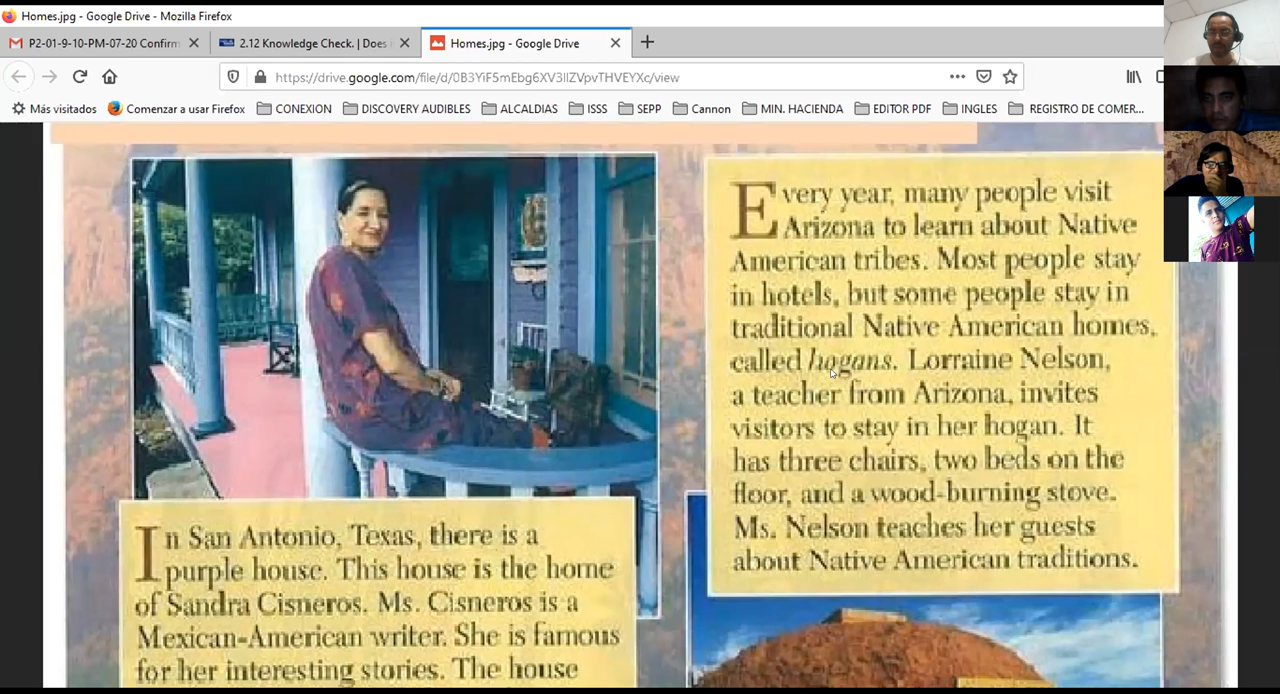 Homes.jpg - Google Drive - Mozilla Firefox
P2-01-9-10-PM-07-20 Confirm
2.12 Knowledge Check. | Does
Homes.jpg - Google Drive
https://drive.google.com/file/d/0B3YiF5mEbg6XV3llZVpvTHVEYXc/view
Más visitados
Comenzar a usar Firefox
CONEXION
DISCOVERY AUDIBLES
ALCALDIAS
ISSS
SEPP
Cannon
MIN. HACIENDA
EDITOR PDF
INGLES
REGISTRO DE COMER...
In San Antonio, Texas, there is a
purple house. This house is the home
of Sandra Cisneros. Ms. Cisneros is a
Mexican-American writer. She is famous
for her interesting stories. The house
Every year, many people visit
Arizona to learn about Native
American tribes. Most people stay
in hotels, but some people stay in
traditional Native American homes,
called hogans. Lorraine Nelson,
a teacher from Arizona, invites
visitors to stay in her hogan. It
has three chairs, two beds on the
floor, and a wood-burning stove.
Ms. Nelson teaches her guests
about Native American traditions.